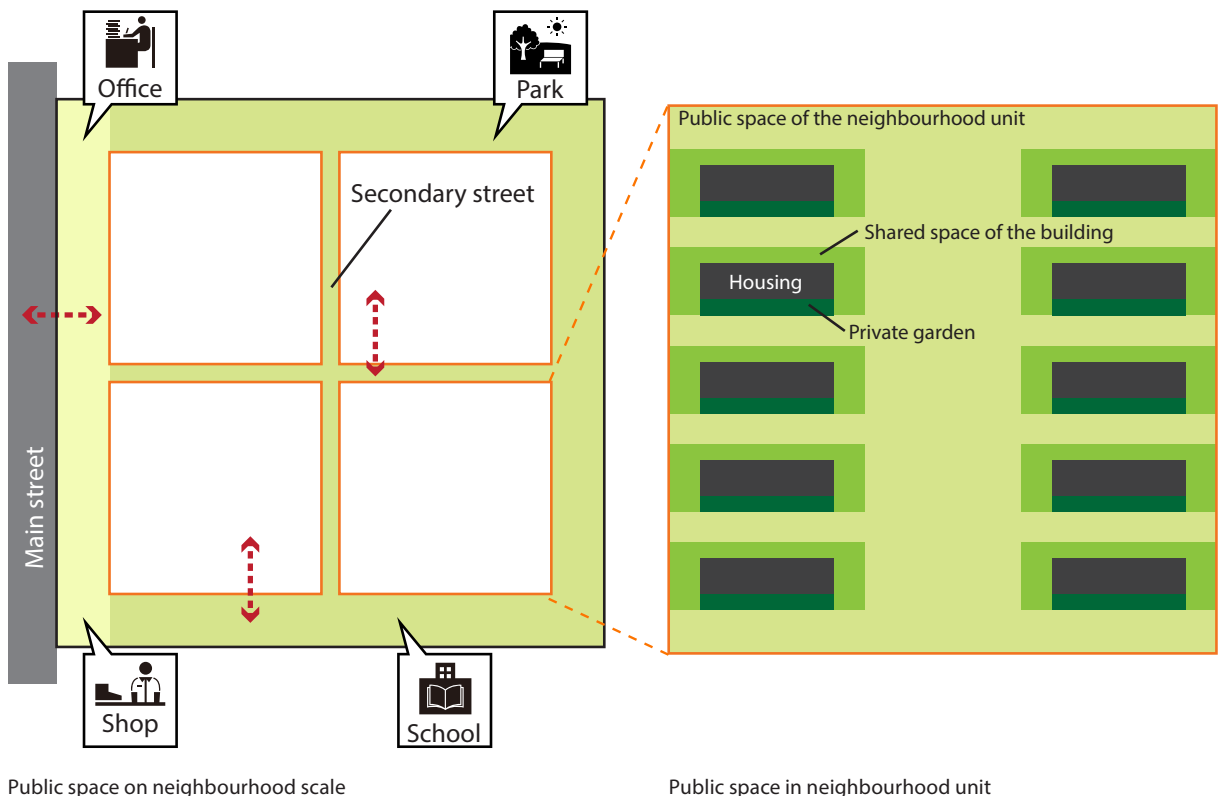 Office
Park
Public space of the neighbourhood unit
Secondary street
Shared space of the building
Housing
Private garden
Main street
Shop
School
Public space on neighbourhood scale
Public space in neighbourhood unit